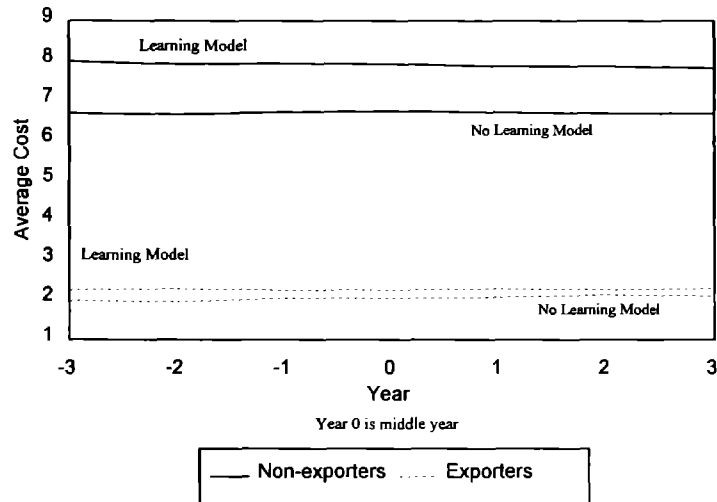 9
Learning Model
8
7
No Learning Model
6
5
4
Learning Model
3
2
No Learning Model
1
Average Cost
-3 -2 -1 0 1 2 3
Year
Year 0 is middle year
Non-exporters Exporters